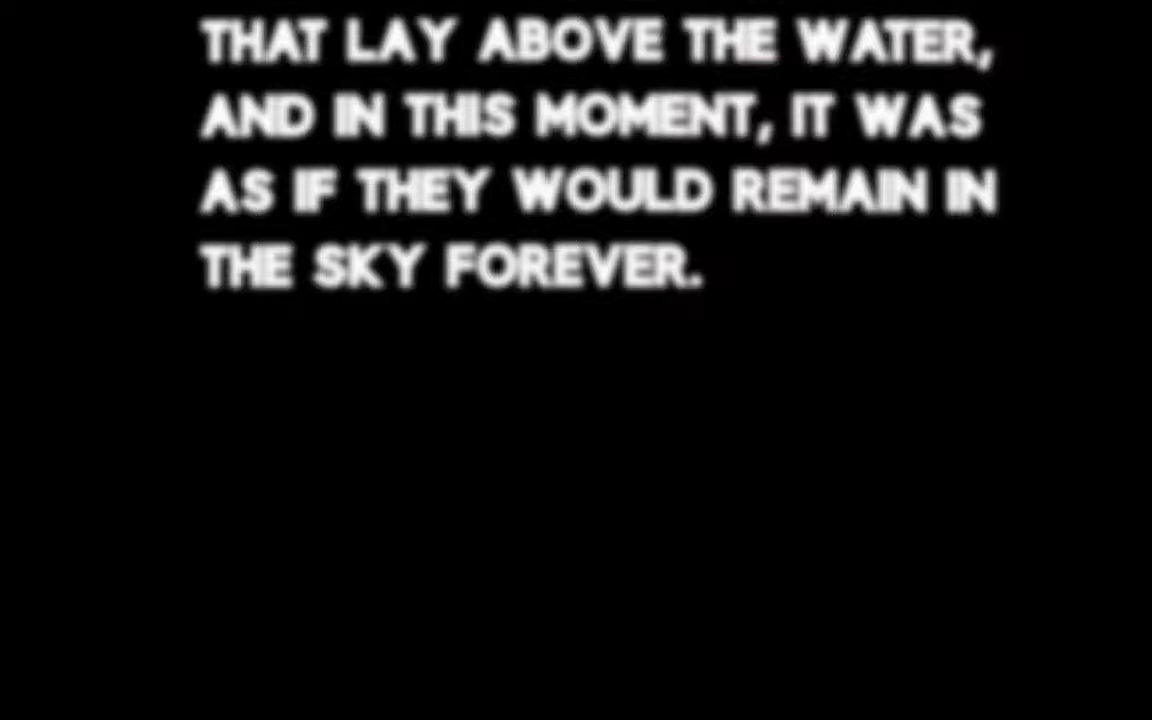 THAT LAY ABOVE THE WATER,
AND IN THIS MOMENT, IT WAS
AS IF THEY WOULD REMAIN IN
THE SKY FOREVER.